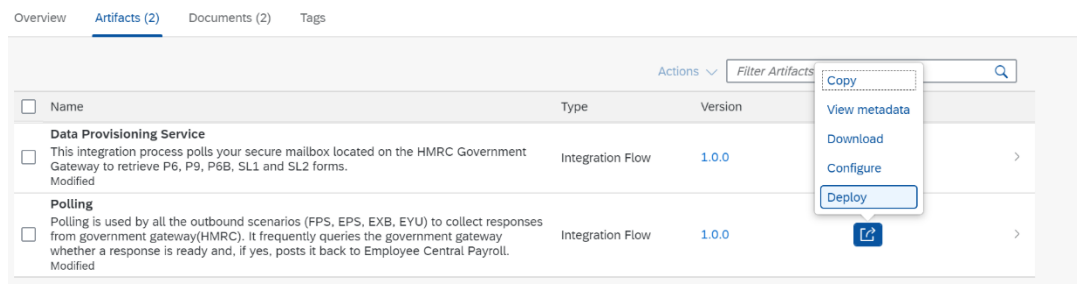 Overview Artifacts (2) Documents (2) Tags
Actions Filter Artifacts
Copy
View metadata
Download
Configure
Deploy
Name Type Version
Data Provisioning Service
This integration process polls your secure mailbox located on the HMRC Government
Gateway to retrieve P6, P9, P6B, SL1 and SL2 forms.
Modified
Integration Flow 1.0.0
Polling
Polling is used by all the outbound scenarios (FPS, EPS, EXB, EYU) to collect responses
from government gateway(HMRC). It frequently queries the government gateway
whether a response is ready and, if yes, posts it back to Employee Central Payroll.
Modified
Integration Flow 1.0.0